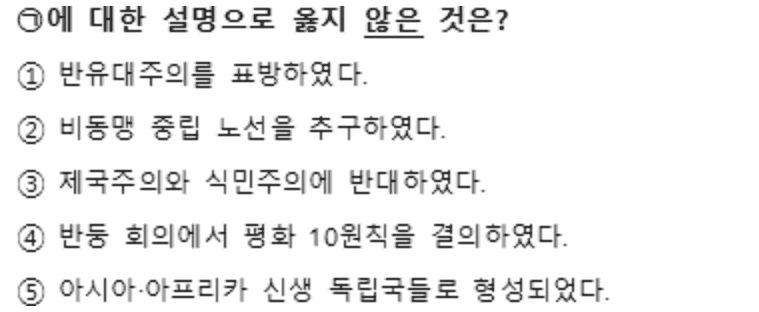 ㉠에 대한 설명으로 옳지 않은 것은?
① 반유대주의를 표방하였다.
② 비동맹 중립 노선을 추구하였다.
③ 제국주의와 식민주의에 반대하였다.
④ 반둥 회의에서 평화 10원칙을 결의하였다.
⑤ 아시아·아프리카 신생 독립국들로 형성되었다.